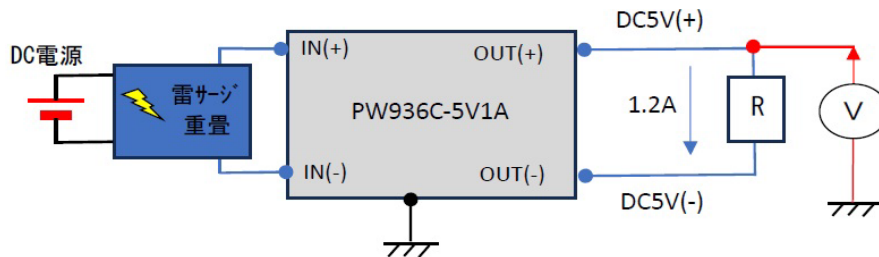 DC電源
雷サージ
重畳
IN(+)
IN(-)
PW936C-5V1A
OUT(+)
OUT(-)
DC5V(+)
1.2A
DC5V(-)
R
V